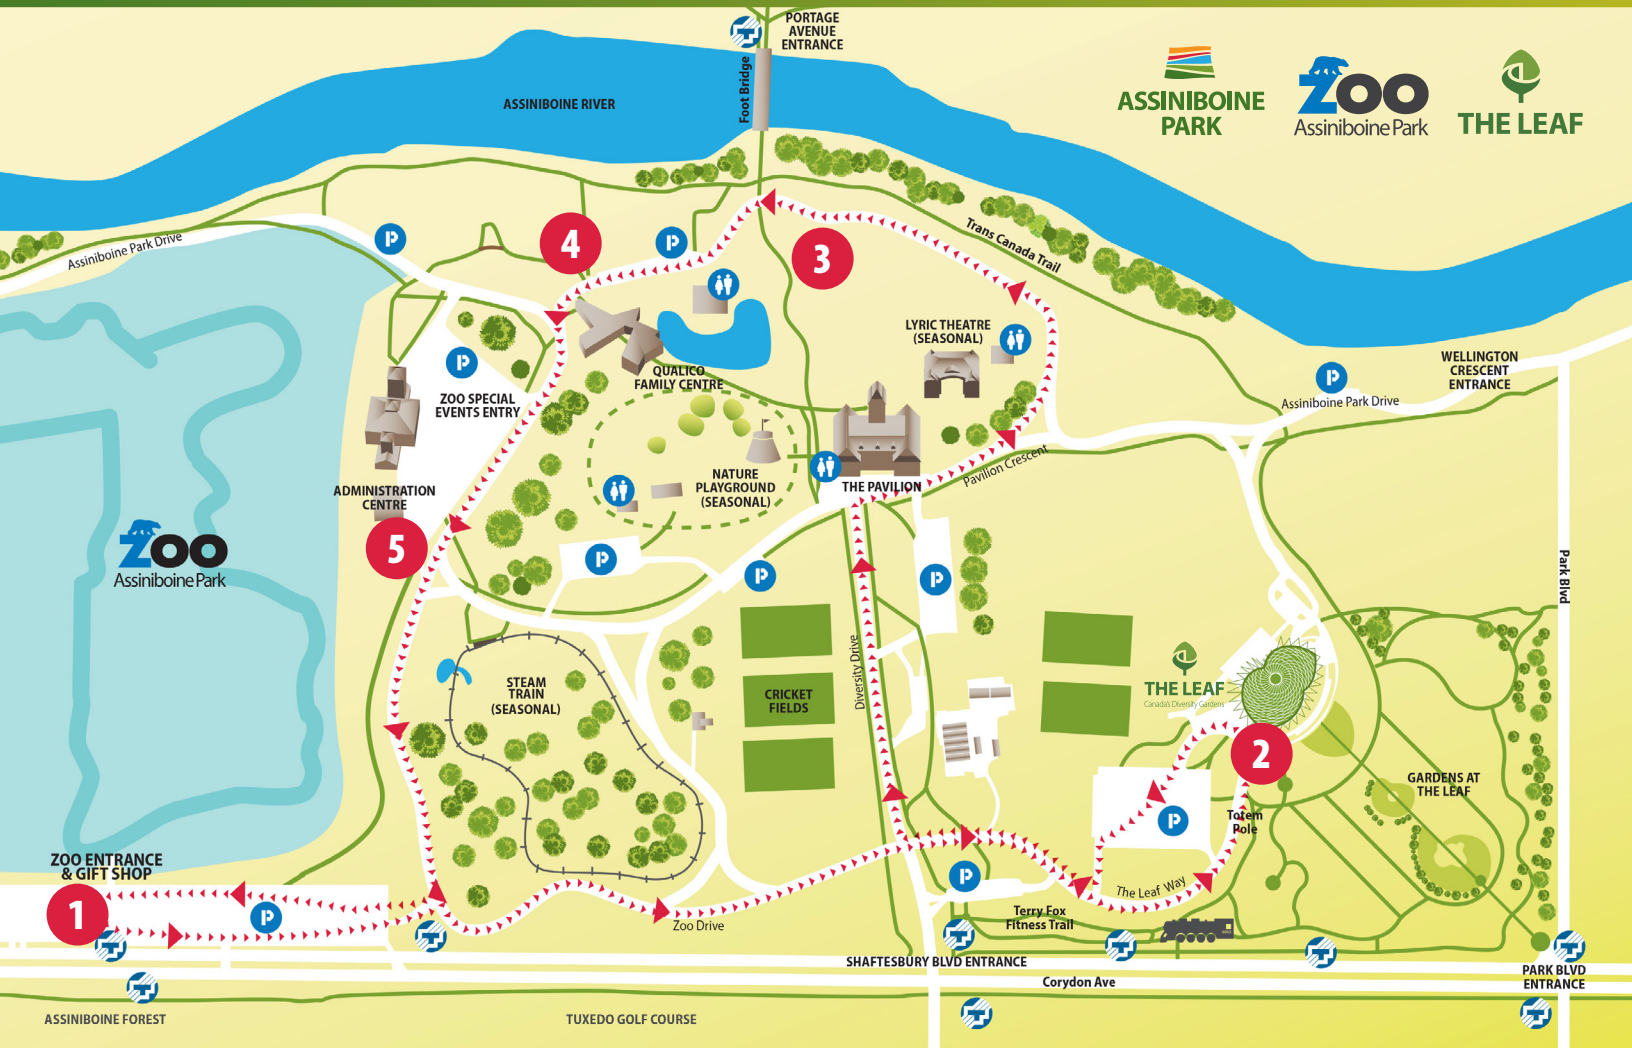 PORTAGE
AVENUE
ENTRANCE
Foot Bridge
ASSINIBOINE RIVER
ASSINIBOINE
PARK
ZOO
Assiniboine Park
THE LEAF
Assiniboine Park Drive
P
4
P
3
Trans Canada Trail
LYRIC THEATRE
(SEASONAL)
WELLINGTON
CRESCENT
ENTRANCE
P
Assiniboine Park Drive
P
ZOO SPECIAL
EVENTS ENTRY
QUALICO
FAMILY CENTRE
NATURE
PLAYGROUND
(SEASONAL)
THE PAVILION
Pavilion Crescent
ADMINISTRATION
CENTRE
5
ZOO
Assiniboine Park
P
P
P
Park Blvd
Diversity Drive
STEAM
TRAIN
(SEASONAL)
CRICKET
FIELDS
THE LEAF
Canada's Diversity Gardens
2
GARDENS AT
THE LEAF
P
Totem
Pole
ZOO ENTRANCE
& GIFT SHOP
1
P
P
The Leaf Way
Zoo Drive
Terry Fox
Fitness Trail
SHAFTESBURY BLVD ENTRANCE
Corydon Ave
PARK BLVD
ENTRANCE
ASSINIBOINE FOREST
TUXEDO GOLF COURSE